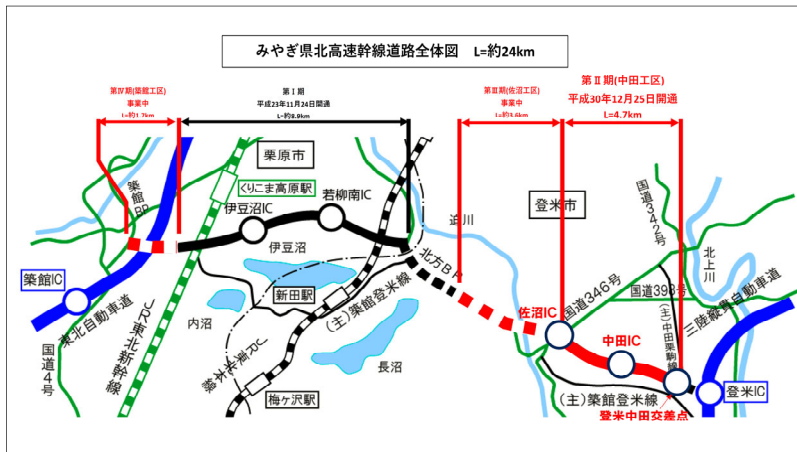 みやぎ県北高速幹線道路全体図 L=約24km
第Ⅳ期(築館工区)
事業中
L=約1.7km
第Ⅰ期
平成23年11月24日開通
L=約8.9km
第Ⅲ期(佐沼工区)
事業中
L=約3.6km
第Ⅱ期(中田工区)
平成30年12月25日開通
L=4.7km
栗原市
くりこま高原駅
築館BP
伊豆沼IC
若柳南IC
迫川
登米市
国道342号
北上川
伊豆沼
北方BP
築館IC
東北自動車道
新田駅
(主)築館登米線
佐沼IC
国道346号
国道398号
三陸縦貫自動車道
内沼
JR東北新幹線
JR東北本線
長沼
中田IC
(主)中田栗駒線
国道4号
梅ヶ沢駅
(主)築館登米線
登米IC
登米中田交差点